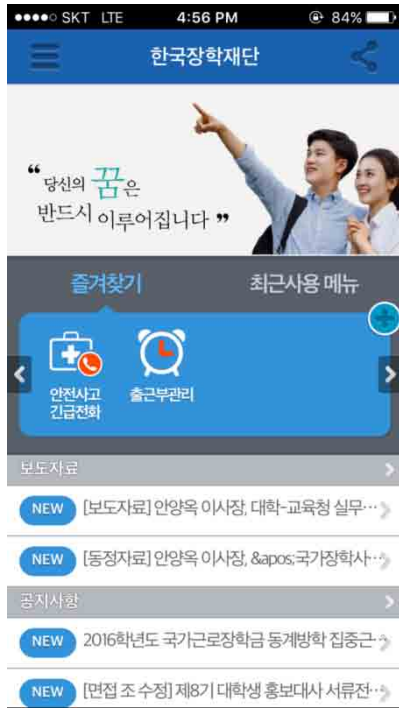 SKT LTE 4:56 PM 84%
한국장학재단
“당신의 꿈은
반드시 이루어집니다”
즐겨찾기 최근사용 메뉴
안전사고 출근부관리
긴급전화
보도자료
NEW [보도자료] 안양옥 이사장, 대학-교육청 실무…
NEW [동정자료] 안양옥 이사장, &apos;국가장학사…
공지사항
NEW 2016학년도 국가근로장학금 동계방학 집중근…
NEW [면접 조 수정] 제8기 대학생 홍보대사 서류전…